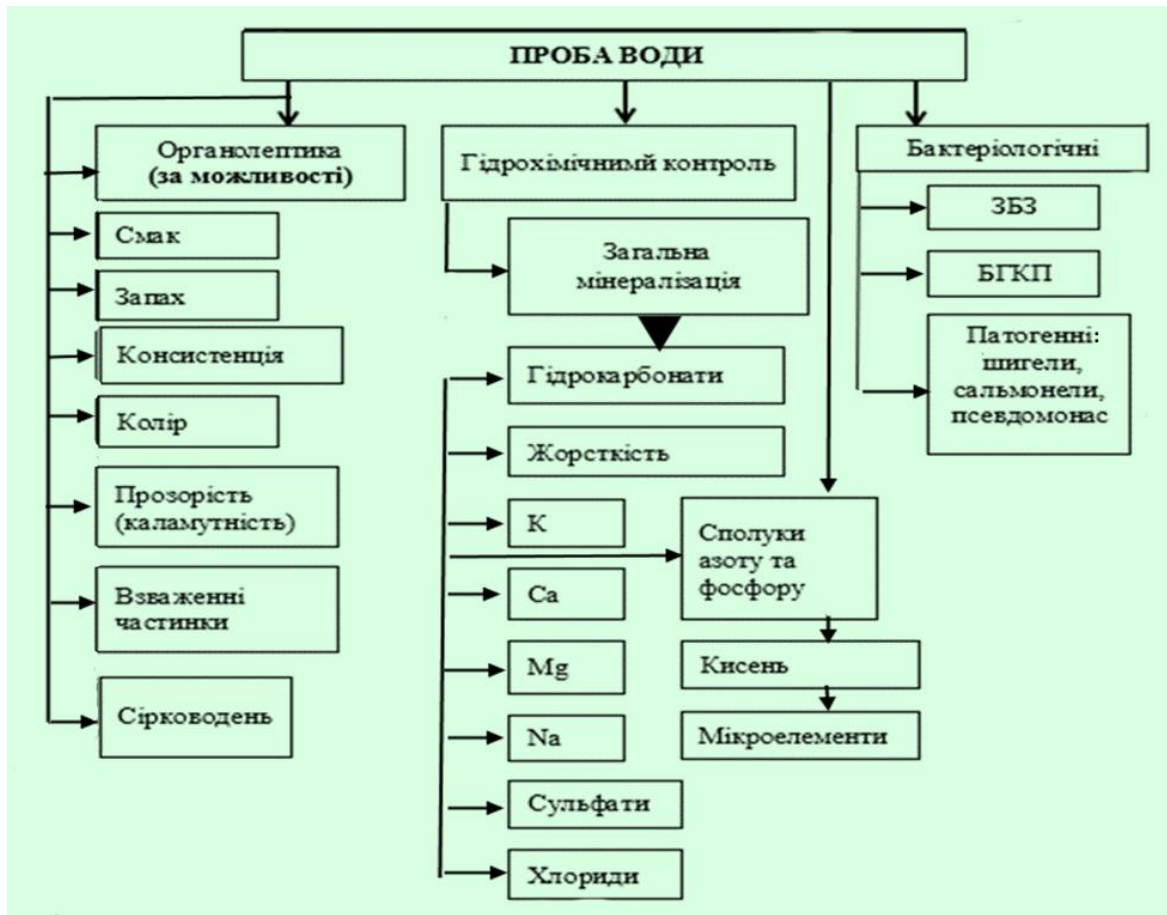 ПРОБА ВОДИ
Органолептика
(за можливості)
Смак
Запах
Консистенція
Колір
Прозорість
(каламутність)
Взваженні
частинки
Сірководень
Гідрохімічнимй контроль
Загальна
мінералізація
Гідрокарбонати
Жорсткість
К
Са
Mg
Na
Сульфати
Хлориди
Сполуки
азоту та
фосфору
Кисень
Мікроелементи
Бактеріологічні
ЗБЗ
БГКП
Патогенні:
шигели,
сальмонели,
псевдомонас